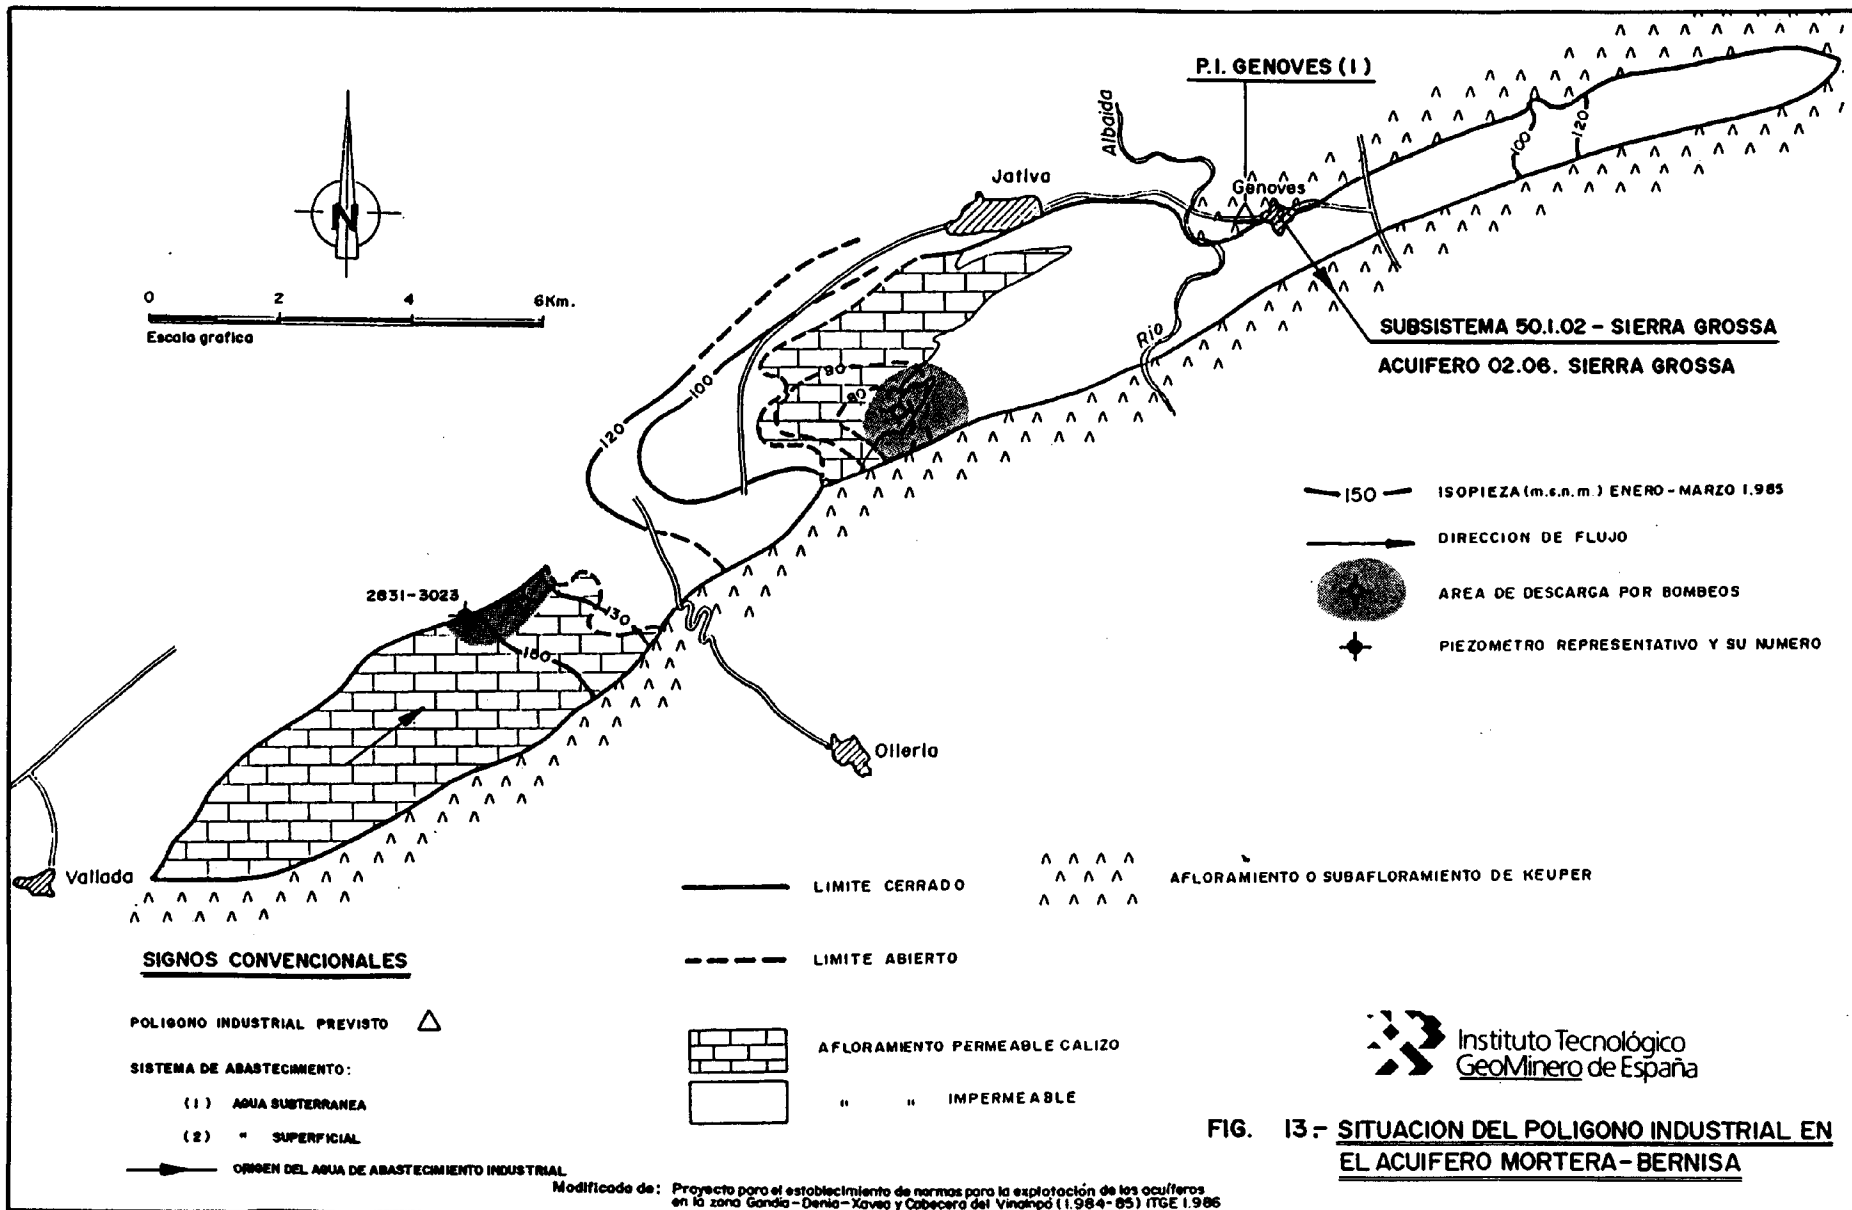 P.I. GENOVES (1)
Albaida
Jativa
Genoves
100
120
N
0 2 4 6Km.
Escala grafica
SUBSISTEMA 50.1.02 - SIERRA GROSSA
ACUIFERO 02.06. SIERRA GROSSA
Rio
90
80
100
120
150 ISOPIEZA (m.s.n.m.) ENERO - MARZO 1.985
DIRECCION DE FLUJO
AREA DE DESCARGA POR BOMBEOS
PIEZOMETRO REPRESENTATIVO Y SU NUMERO
2831-3023
130
150
Olleria
Vallada
LIMITE CERRADO
AFLORAMIENTO O SUBAFLORAMIENTO DE KEUPER
SIGNOS CONVENCIONALES
LIMITE ABIERTO
POLIGONO INDUSTRIAL PREVISTO
SISTEMA DE ABASTECIMIENTO:
(1) AGUA SUBTERRANEA
(2) " SUPERFICIAL
ORIGEN DEL AGUA DE ABASTECIMIENTO INDUSTRIAL
AFLORAMIENTO PERMEABLE CALIZO
" " IMPERMEABLE
Instituto Tecnológico
GeoMinero de España
FIG. 13.- SITUACION DEL POLIGONO INDUSTRIAL EN
EL ACUIFERO MORTERA-BERNISA
Modificado de: Proyecto para el establecimiento de normas para la explotación de los acuíferos
en la zona Gandia-Denia-Xavea y Cabecera del Vinalopó (1.984-85) ITGE 1.986